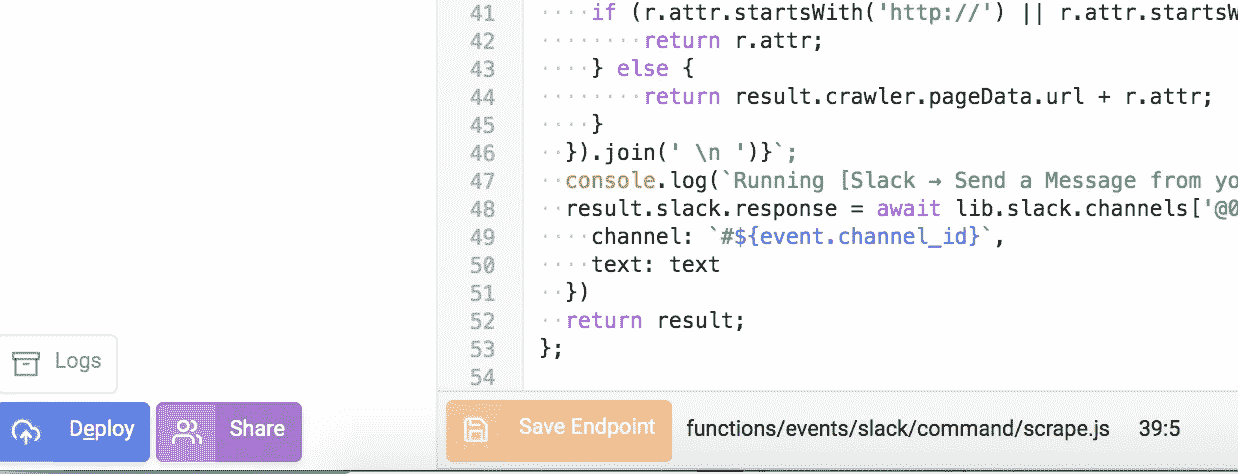 41 if (r.attr.startsWith('http://') || r.attr.startsW
42 return r.attr;
43 } else {
44 return result.crawler.pageData.url + r.attr;
45 }
46 }).join(' \n ')}`;
47 console.log(`Running [Slack → Send a Message from yo
48 result.slack.response = await lib.slack.channels['@0
49 channel: `#${event.channel_id}`,
50 text: text
51 })
52 return result;
53 };
54
Logs
Deploy
Share
Save Endpoint
functions/events/slack/command/scrape.js 39:5